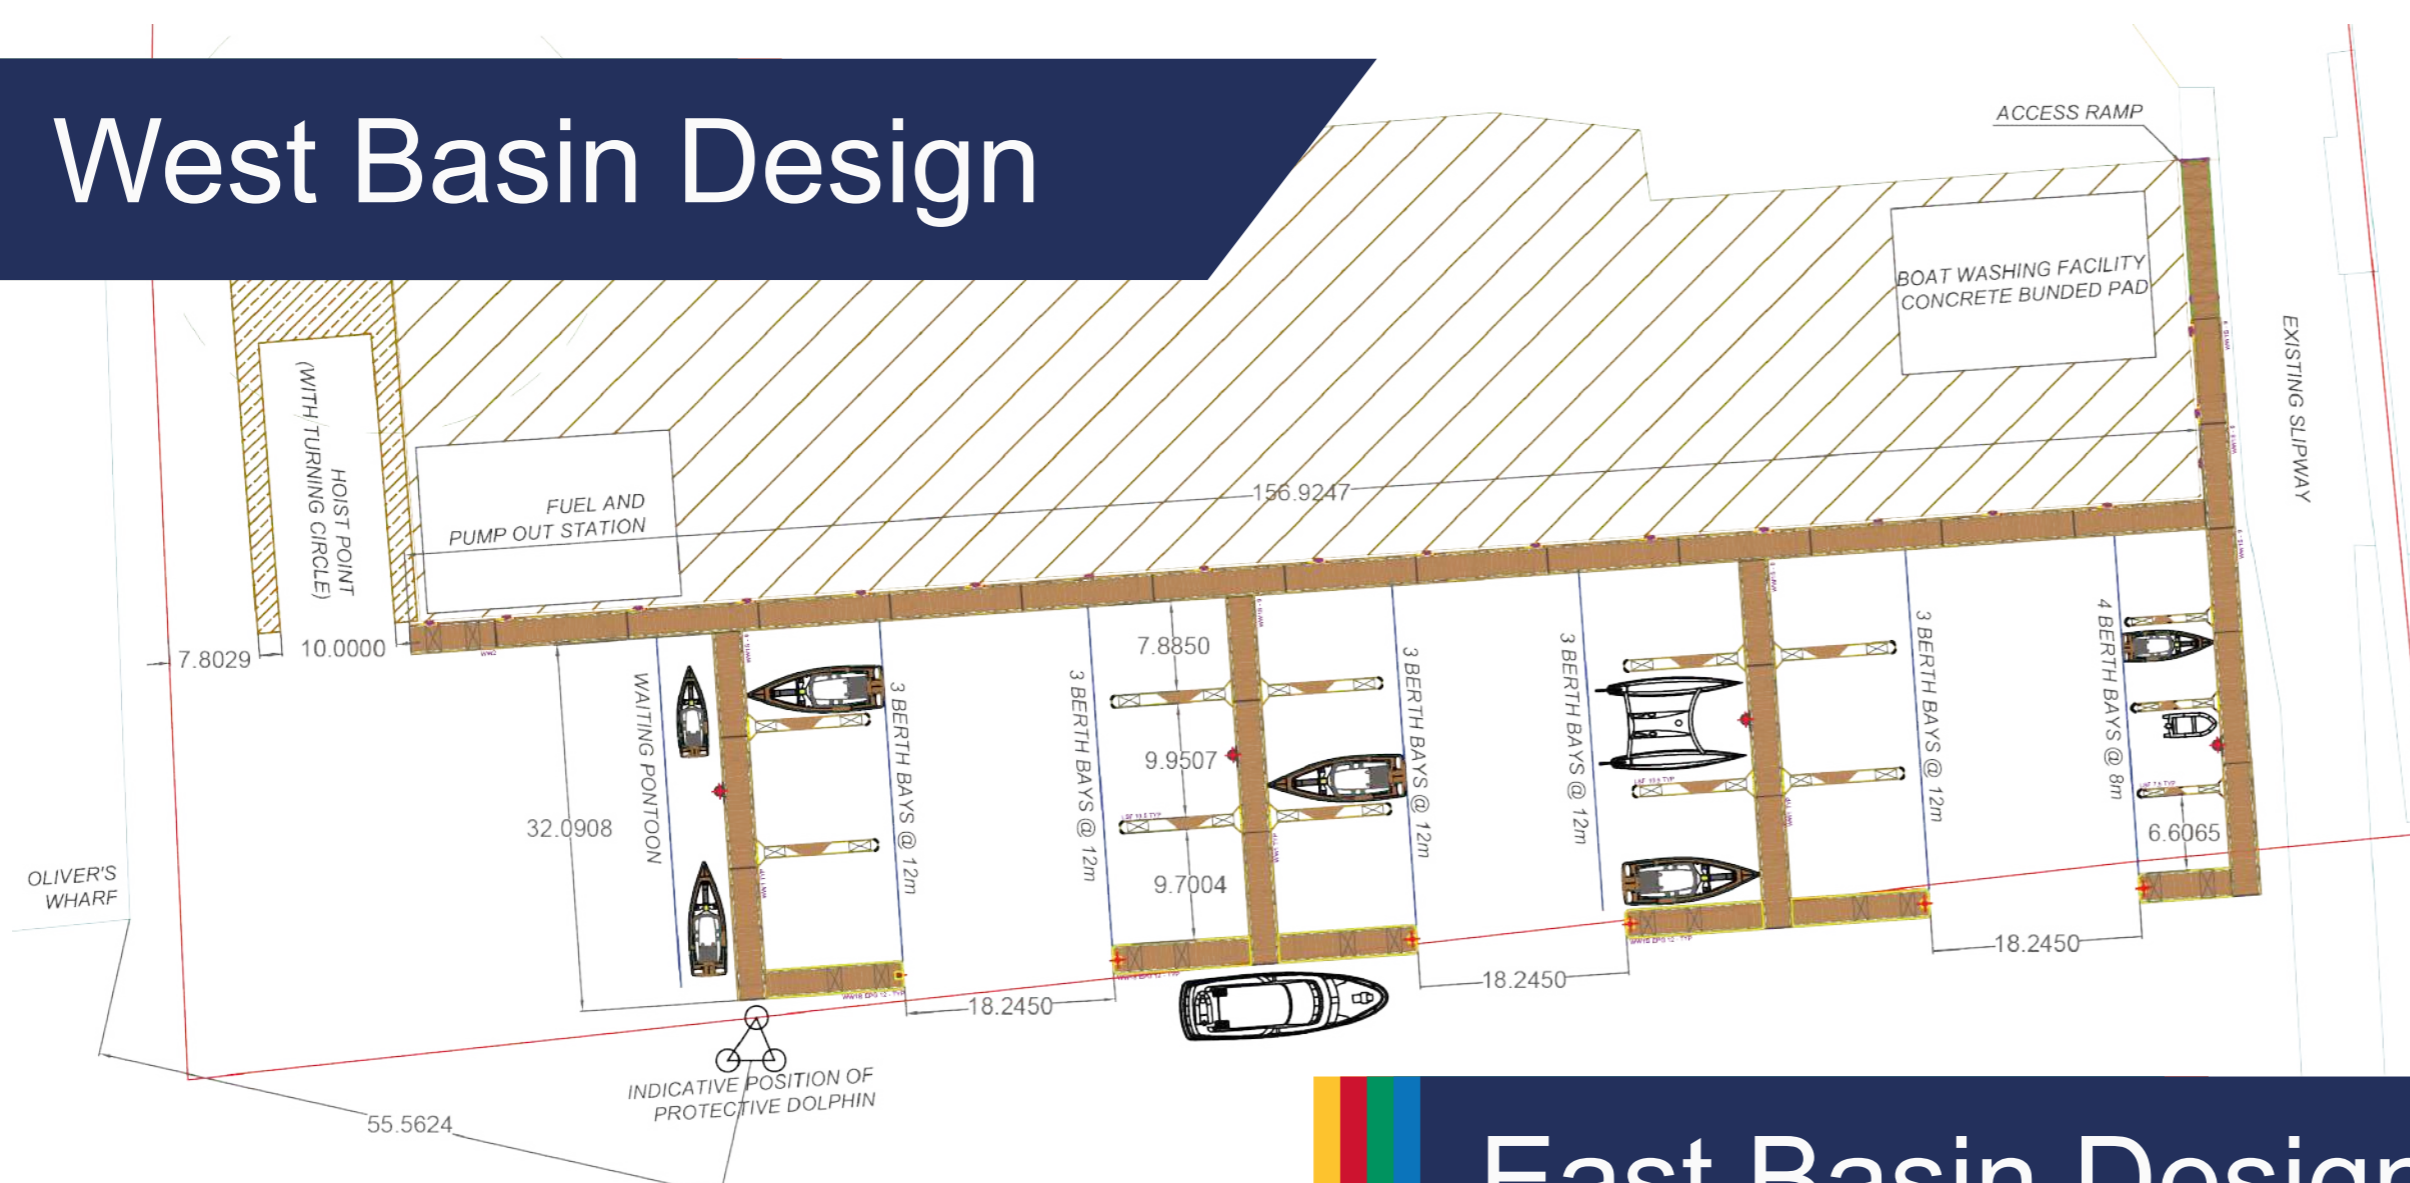 West Basin Design
ACCESS RAMP
BOAT WASHING FACILITY
CONCRETE BUNDED PAD
EXISTING SLIPWAY
HOIST POINT
(WITH TURNING CIRCLE)
FUEL AND
PUMP OUT STATION
156.9247
7.8029
10.0000
32.0908
WAITING PONTOON
3 BERTH BAYS @ 12m
3 BERTH BAYS @ 12m
7.8850
9.9507
9.7004
3 BERTH BAYS @ 12m
3 BERTH BAYS @ 12m
3 BERTH BAYS @ 12m
4 BERTH BAYS @ 8m
6.6065
OLIVER'S
WHARF
18.2450
18.2450
18.2450
INDICATIVE POSITION OF
PROTECTIVE DOLPHIN
55.5624
East Basin Design